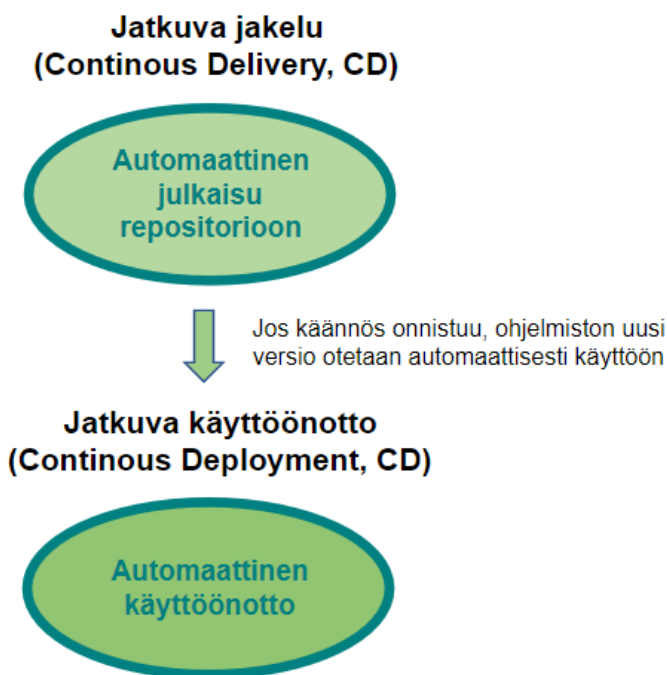 Jatkuva jakelu
(Continous Delivery, CD)
Automaattinen
julkaisu
repositorioon
Jos käännös onnistuu, ohjelmiston uusi
versio otetaan automaattisesti käyttöön
Jatkuva käyttöönotto
(Continous Deployment, CD)
Automaattinen
käyttöönotto